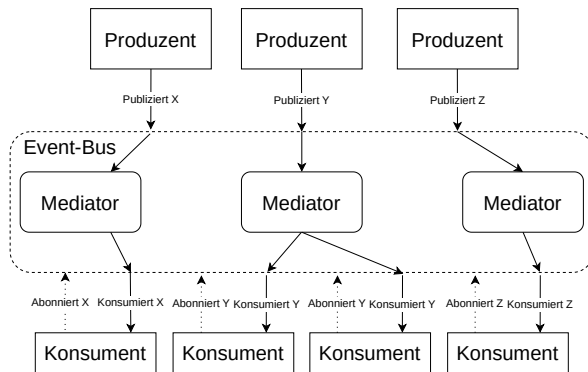 Produzent
Produzent
Produzent
Publiziert X
Publiziert Y
Publiziert Z
Event-Bus
Mediator
Mediator
Mediator
Abonniert X
Konsumiert X
Abonniert Y
Konsumiert Y
Abonniert Y
Konsumiert Y
Abonniert Z
Konsumiert Z
Konsument
Konsument
Konsument
Konsument